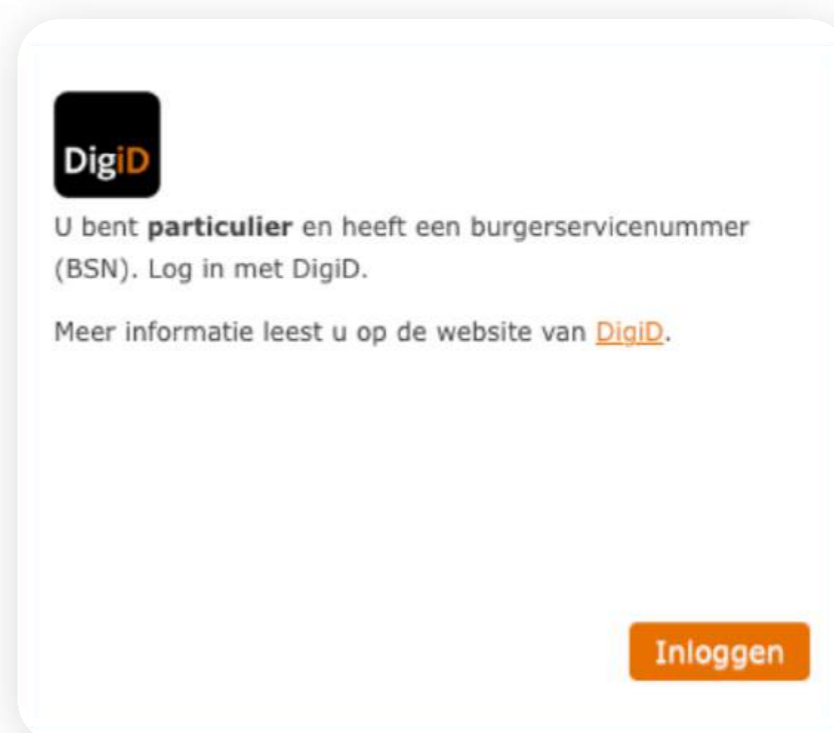 DigiD
U bent particulier en heeft een burgerservicenummer
(BSN). Log in met DigiD.
Meer informatie leest u op de website van DigiD.
Inloggen